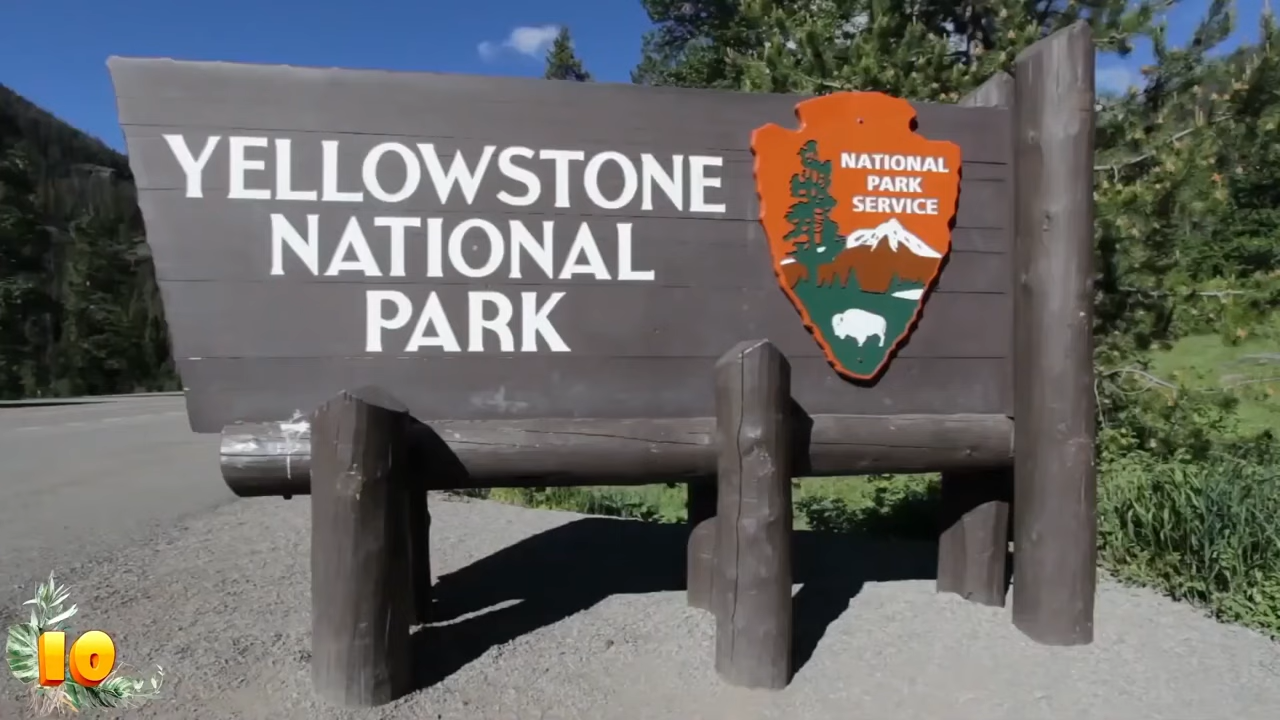 YELLOWSTONE
NATIONAL
PARK
NATIONAL
PARK
SERVICE
10